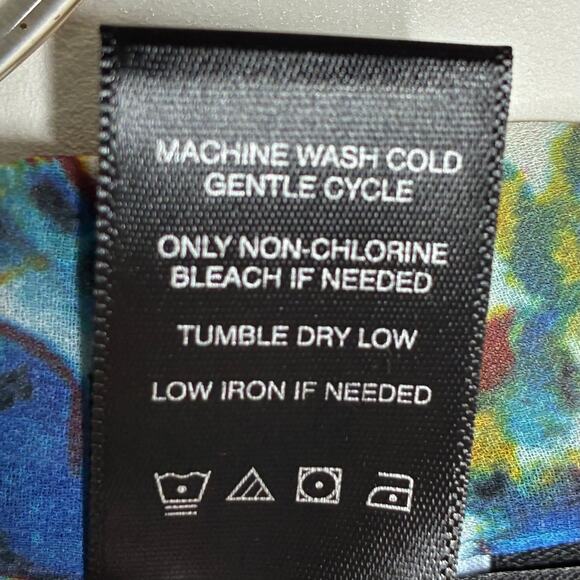 MACHINE WASH COLD
GENTLE CYCLE
ONLY NON-CHLORINE
BLEACH IF NEEDED
TUMBLE DRY LOW
LOW IRON IF NEEDED